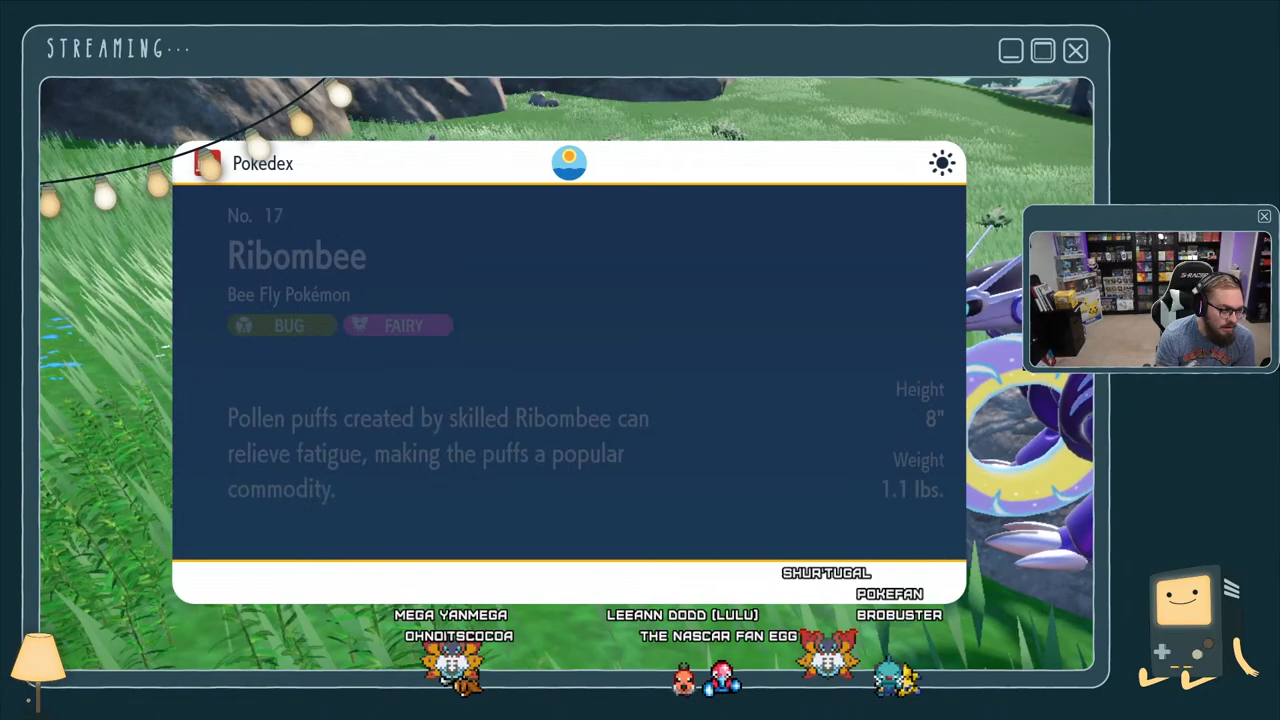 STREAMING...
Pokedex
No. 17
Ribombee
Bee Fly Pokémon
BUG FAIRY
Height
8"
Pollen puffs created by skilled Ribombee can
relieve fatigue, making the puffs a popular
commodity.
Weight
1.1 lbs.
SHUR'TUGAL
POKEFAN
MEGA YANMEGA
LEEANN DODD (LULU)
BROBUSTER
OHNOITSCOCOA
THE NASCAR FAN EGG